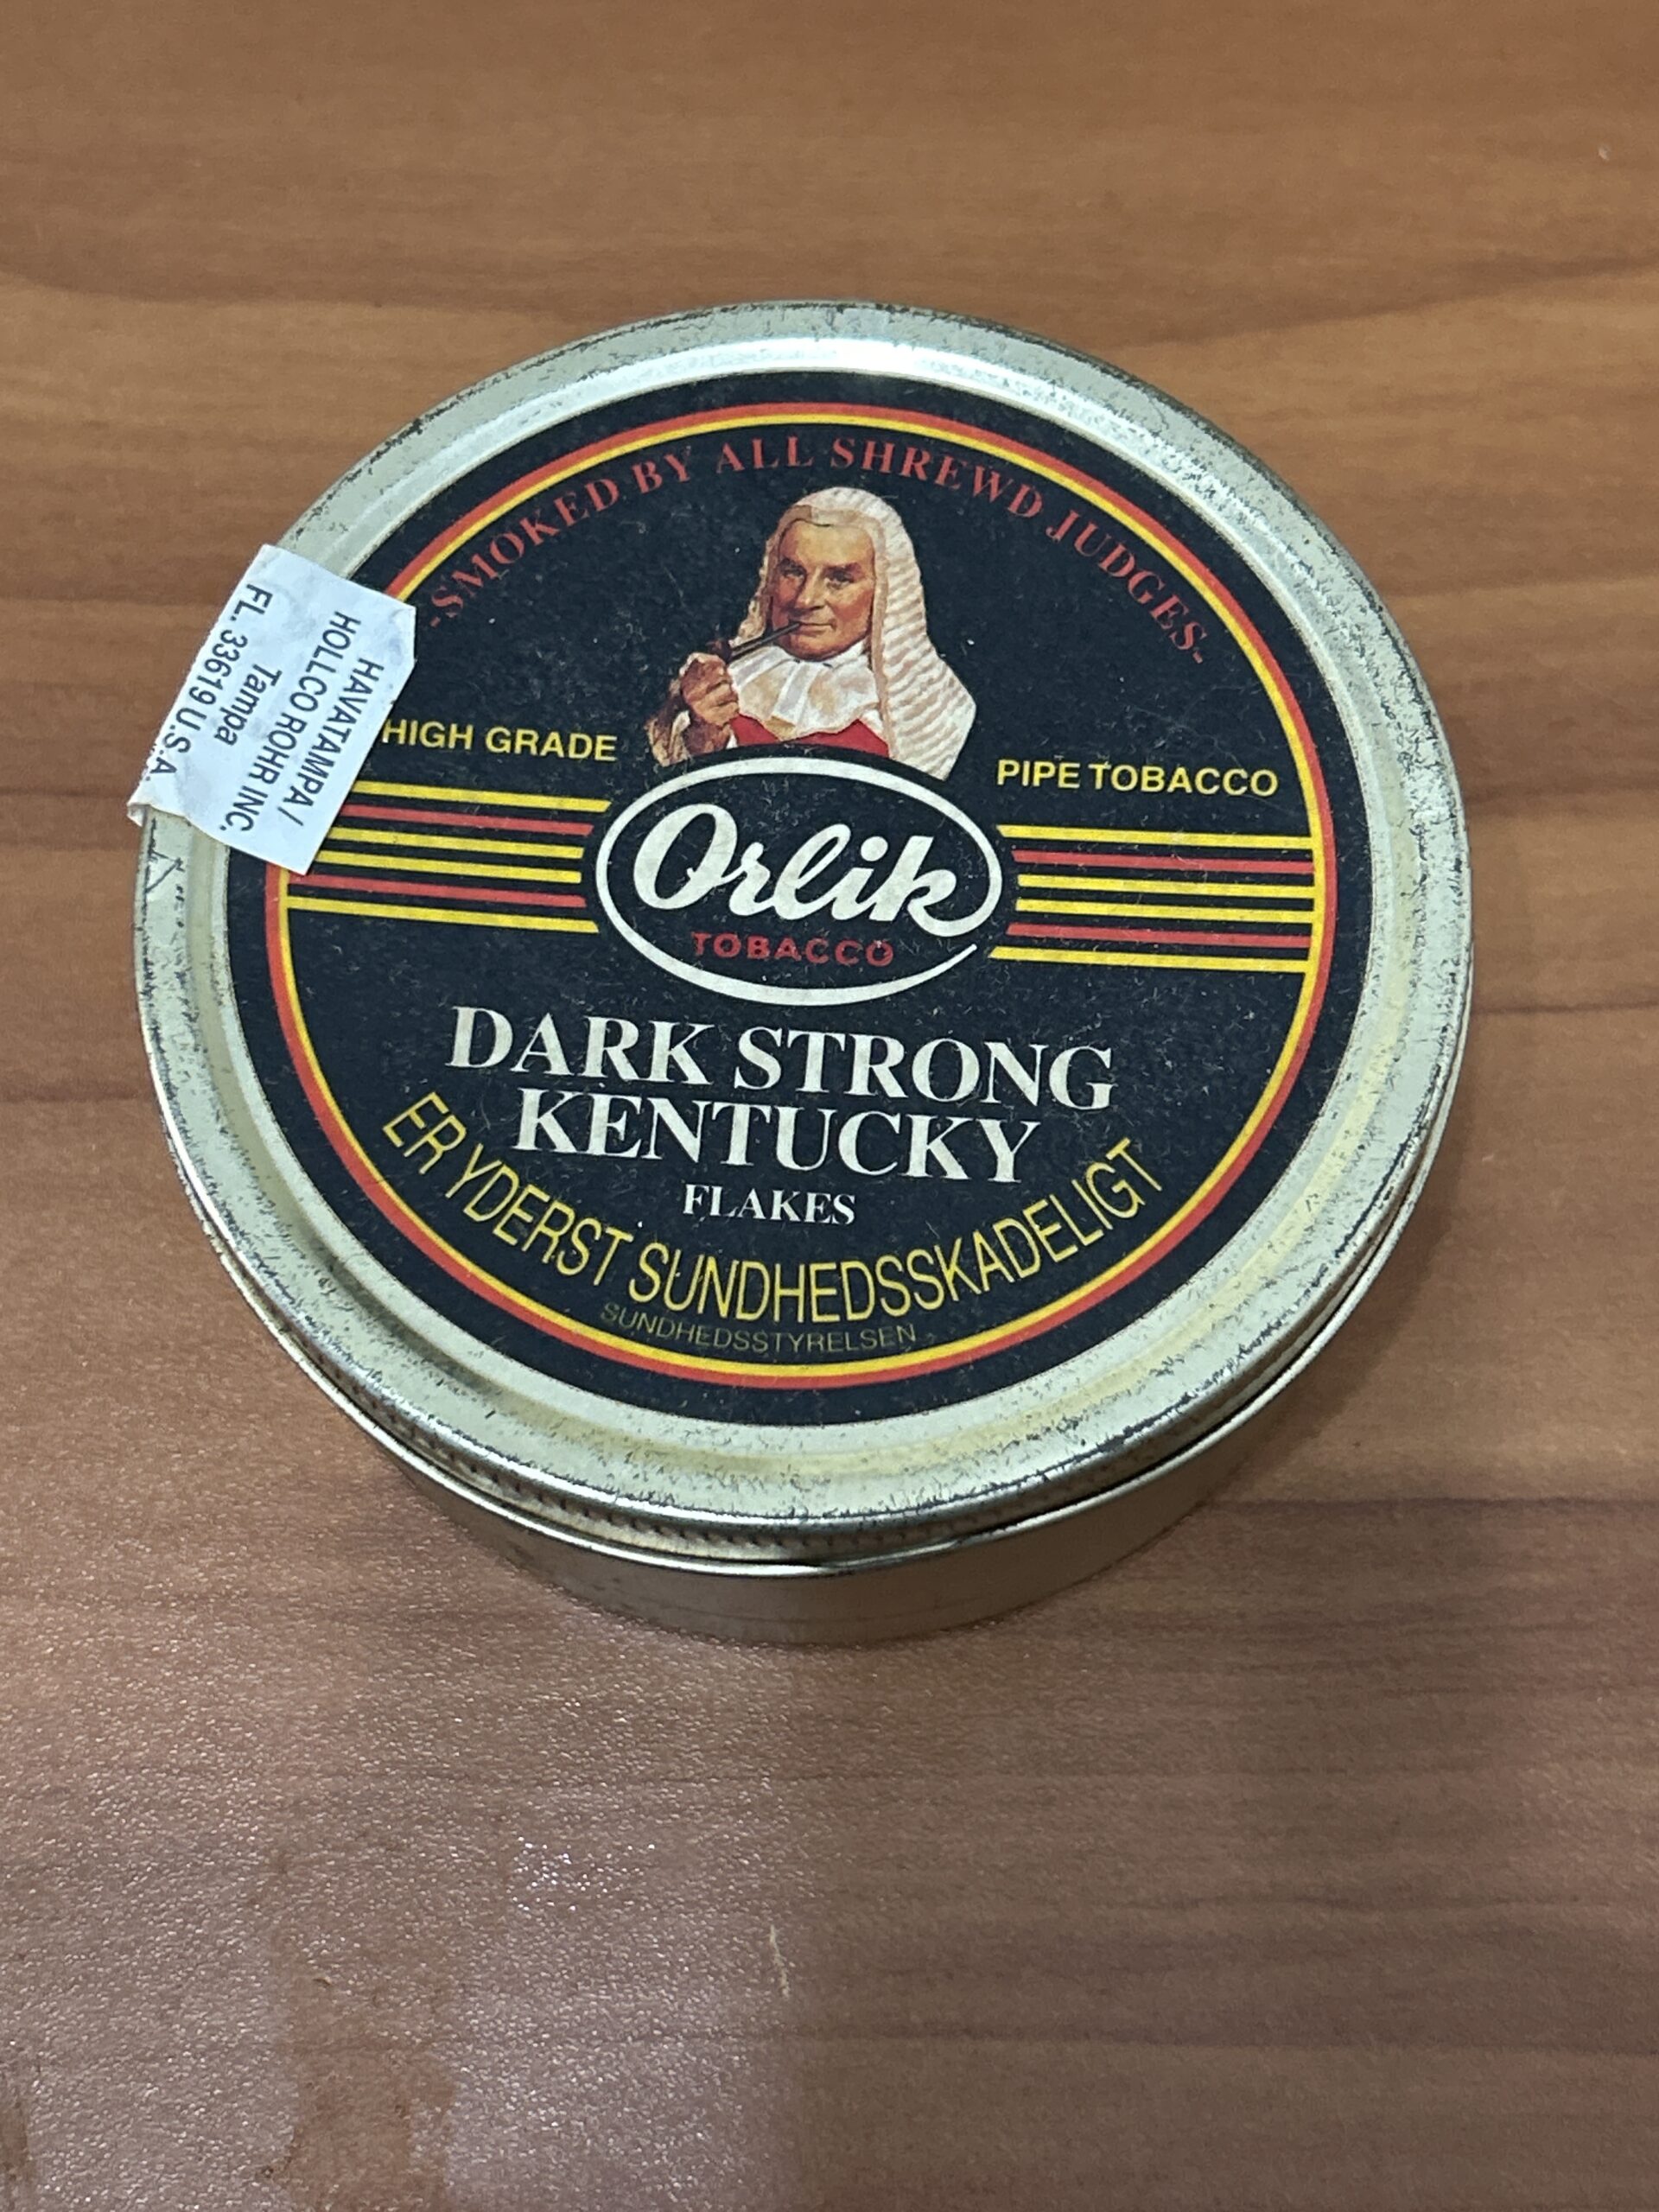 -SMOKED BY ALL SHREWD JUDGES-
HIGH GRADE
PIPE TOBACCO
Orlik
TOBACCO
DARK STRONG
KENTUCKY
FLAKES
ER YDERST SUNDHEDSSKADELIGT
SUNDHEDSSTYRELSEN
HAVATAMPA /
HOLLCO ROHR INC.
Tampa
FL. 33619 U.S.A.